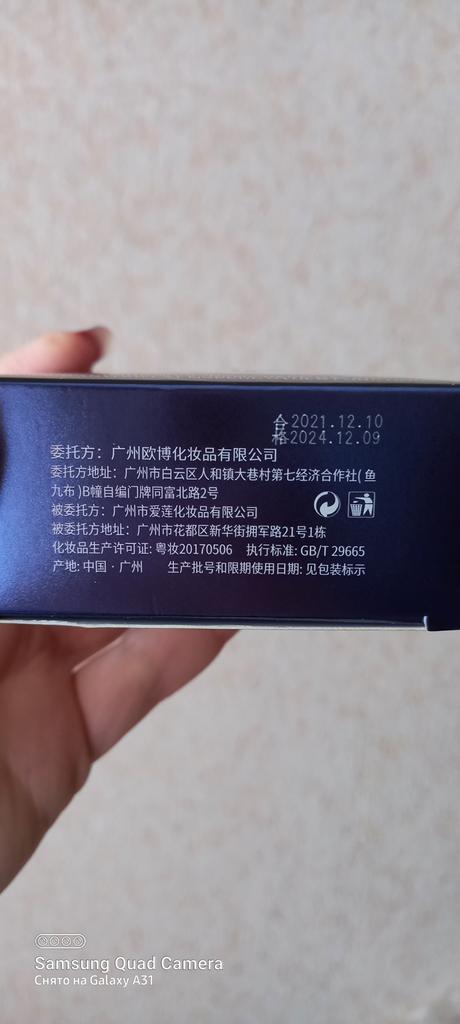 合 2021.12.10
格 2024.12.09
委托方：广州欧博化妆品有限公司
委托方地址：广州市白云区人和镇大巷村第七经济合作社( 鱼
九布 )B幢自编门牌同富北路2号
被委托方：广州市爱莲化妆品有限公司
被委托方地址：广州市花都区新华街拥军路21号1栋
化妆品生产许可证: 粤妆20170506 执行标准: GB/T 29665
产地: 中国 · 广州 生产批号和限期使用日期: 见包装标示
Samsung Quad Camera
Снято на Galaxy A31